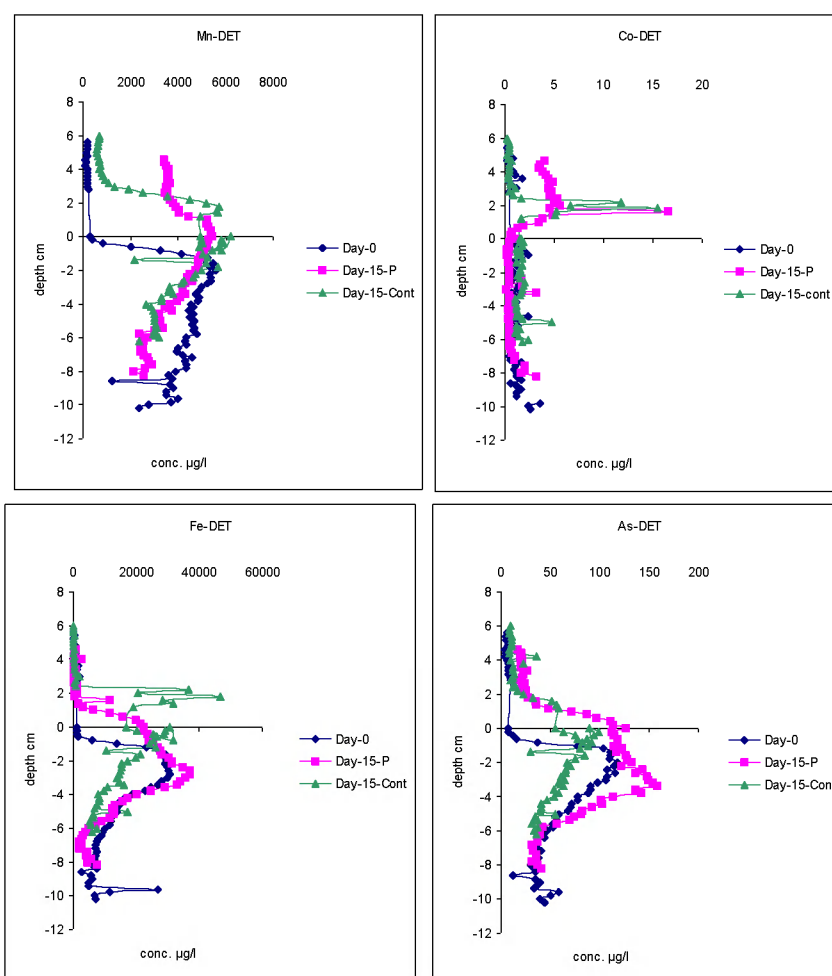 Mn-DET
0 2000 4000 6000 8000
8
6
4
2
0
-2
-4
-6
-8
-10
-12
depth cm
conc. µg/l
Day-0
Day-15-P
Day-15-Cont
Co-DET
0 5 10 15 20
8
6
4
2
0
-2
-4
-6
-8
-10
-12
depth cm
conc. µg/l
Day-0
Day-15-P
Day-15-cont
Fe-DET
0 20000 40000 60000
8
6
4
2
0
-2
-4
-6
-8
-10
-12
depth cm
conc. µg/l
Day-0
Day-15-P
Day-15-Cont
As-DET
0 50 100 150 200
8
6
4
2
0
-2
-4
-6
-8
-10
-12
depth cm
conc. µg/l
Day-0
Day-15-P
Day-15-Cont